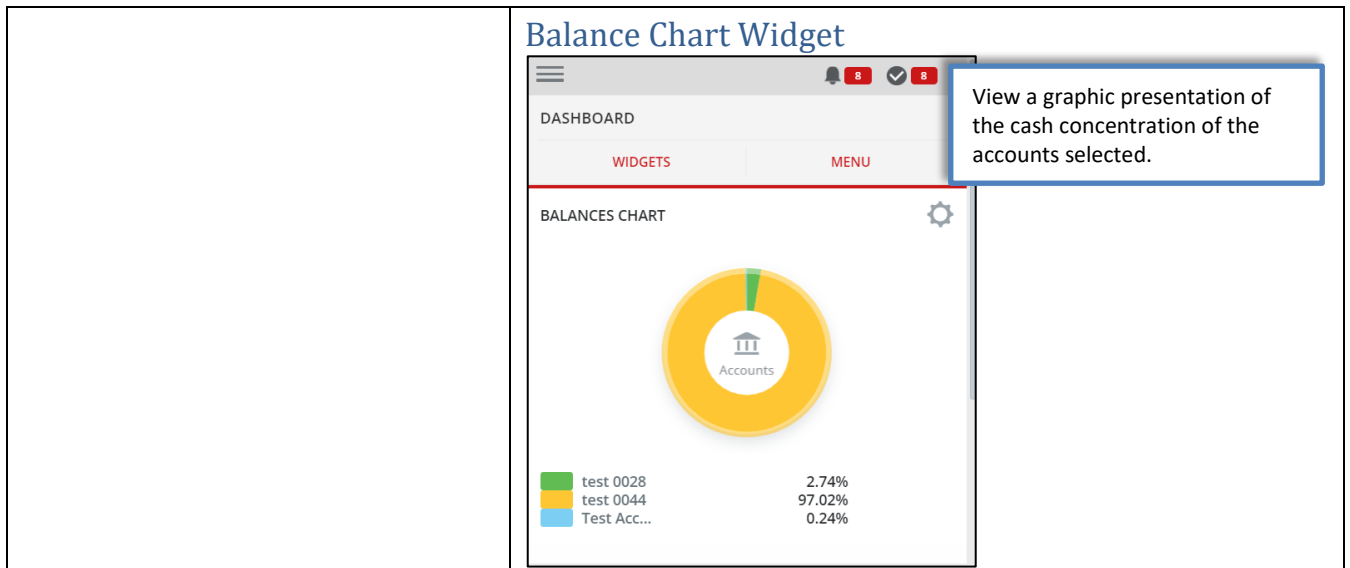 Balance Chart Widget
8 8
View a graphic presentation of
the cash concentration of the
accounts selected.
DASHBOARD
WIDGETS MENU
BALANCES CHART
Accounts
test 0028 2.74%
test 0044 97.02%
Test Acc... 0.24%